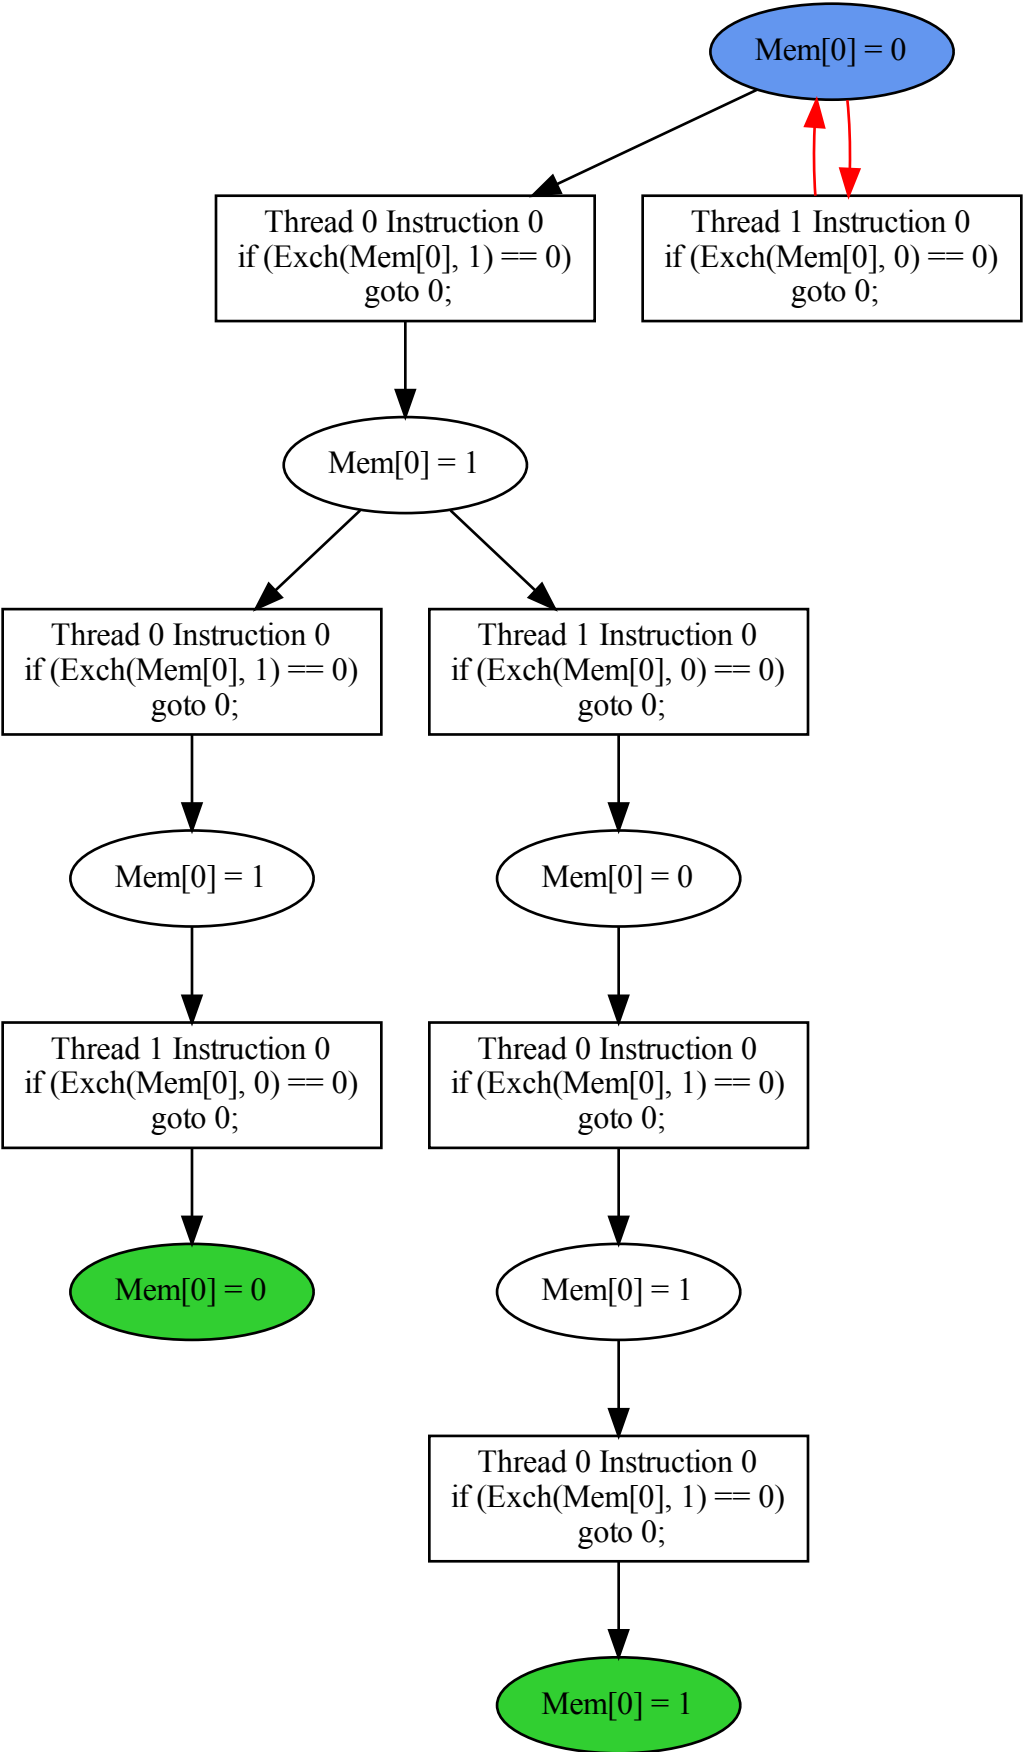 Mem[0] = 0
Thread 0 Instruction 0
if (Exch(Mem[0], 1) == 0)
goto 0;
Thread 1 Instruction 0
if (Exch(Mem[0], 0) == 0)
goto 0;
Mem[0] = 1
Thread 0 Instruction 0
if (Exch(Mem[0], 1) == 0)
goto 0;
Thread 1 Instruction 0
if (Exch(Mem[0], 0) == 0)
goto 0;
Mem[0] = 1
Mem[0] = 0
Thread 1 Instruction 0
if (Exch(Mem[0], 0) == 0)
goto 0;
Thread 0 Instruction 0
if (Exch(Mem[0], 1) == 0)
goto 0;
Mem[0] = 0
Mem[0] = 1
Thread 0 Instruction 0
if (Exch(Mem[0], 1) == 0)
goto 0;
Mem[0] = 1